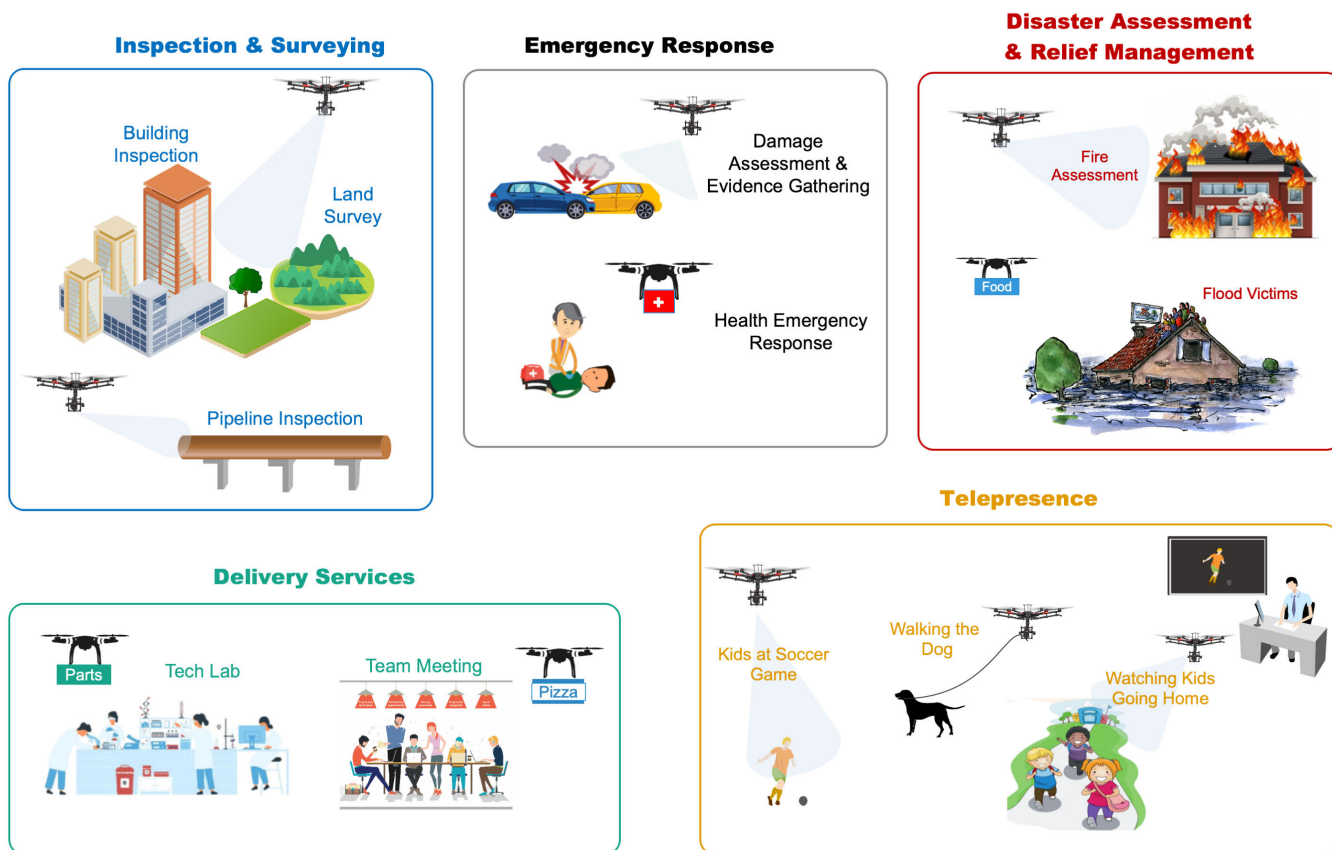 Inspection & Surveying
Building
Inspection
Land
Survey
Pipeline Inspection
Emergency Response
Damage
Assessment &
Evidence Gathering
Health Emergency
Response
Disaster Assessment
& Relief Management
Fire
Assessment
Food
Flood Victims
Delivery Services
Parts
Tech Lab
Team Meeting
Pizza
Telepresence
Kids at Soccer
Game
Walking the
Dog
Watching Kids
Going Home